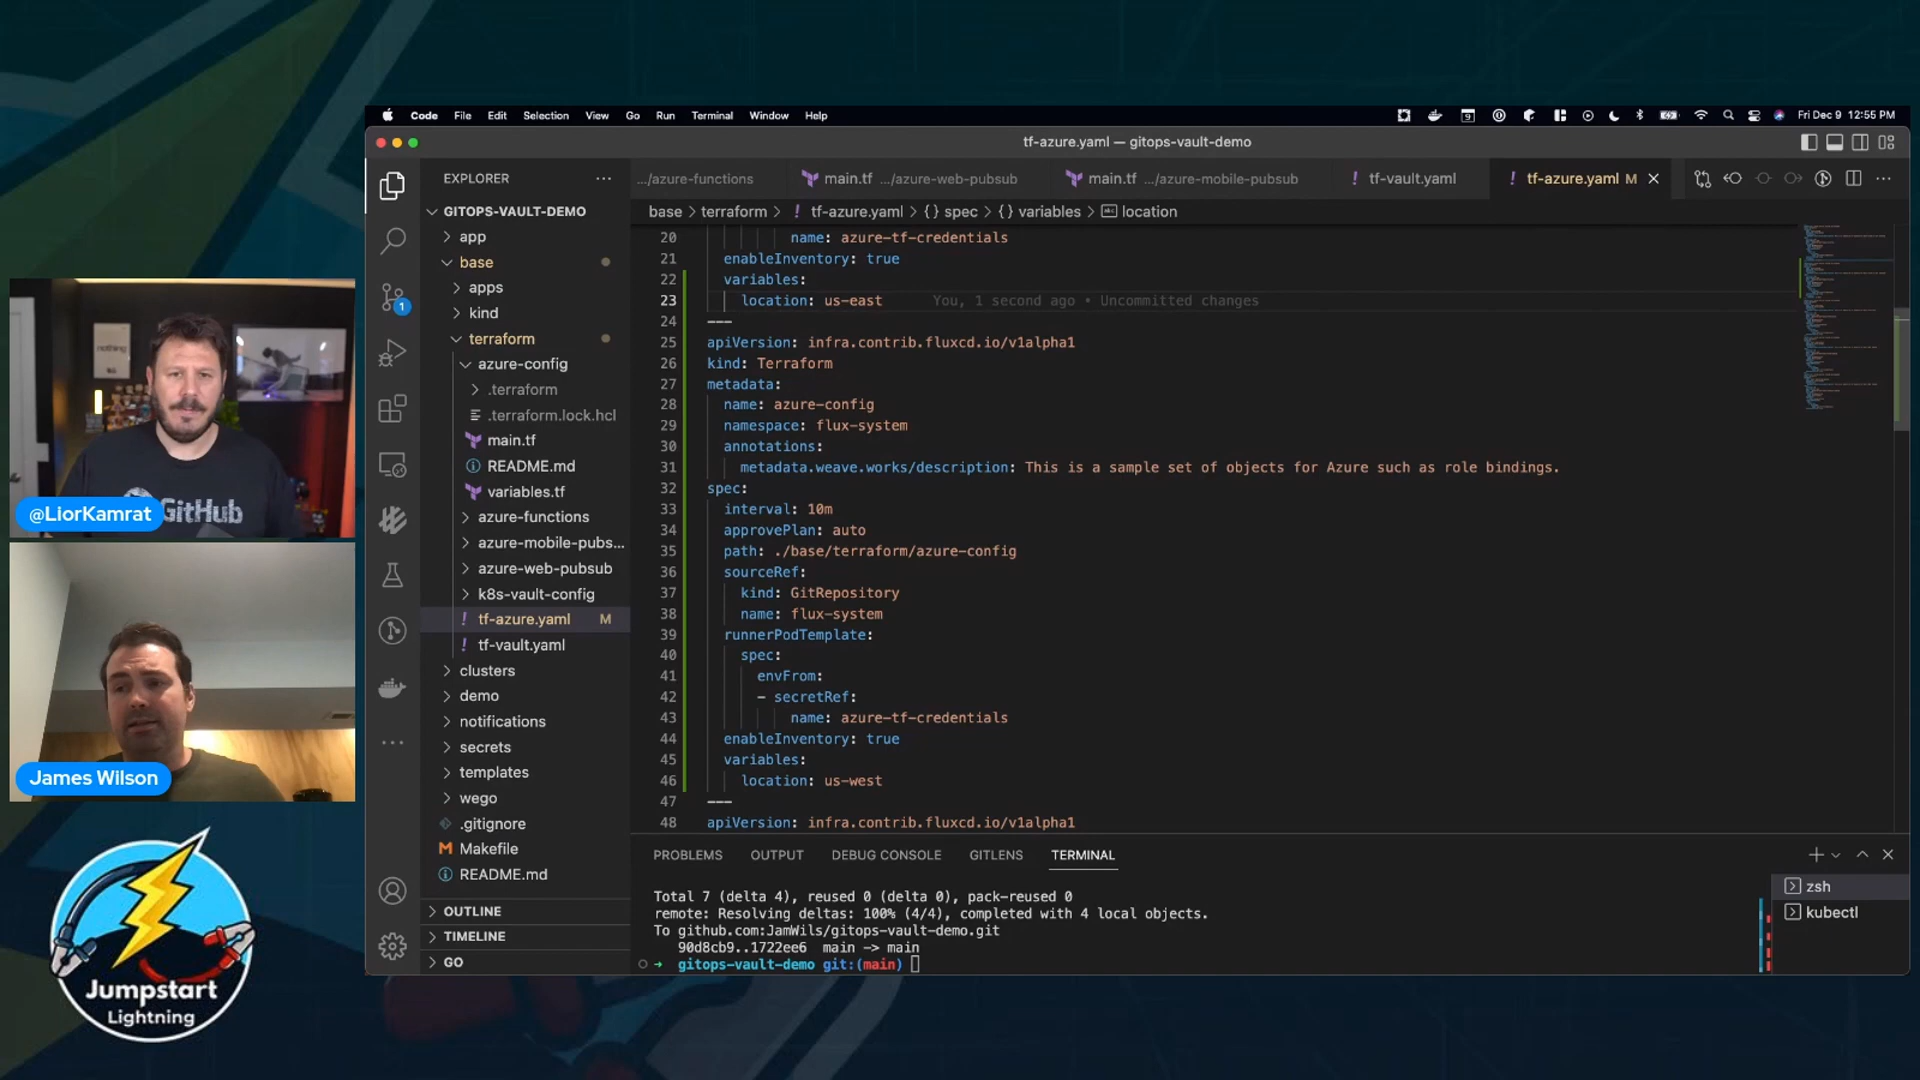 Code File Edit Selection View Go Run Terminal Window Help
9
Fri Dec 9 12:55 PM
tf-azure.yaml — gitops-vault-demo
EXPLORER
.../azure-functions
main.tf .../azure-web-pubsub
main.tf .../azure-mobile-pubsub
! tf-vault.yaml
! tf-azure.yaml M
base > terraform > ! tf-azure.yaml > {} spec > {} variables > location
GITOPS-VAULT-DEMO
app
base
apps
kind
terraform
azure-config
.terraform
.terraform.lock.hcl
main.tf
README.md
variables.tf
azure-functions
azure-mobile-pubs...
azure-web-pubsub
k8s-vault-config
! tf-azure.yaml M
! tf-vault.yaml
clusters
demo
notifications
secrets
templates
wego
.gitignore
Makefile
README.md
OUTLINE
TIMELINE
GO
1
20 name: azure-tf-credentials
21 enableInventory: true
22 variables:
23 location: us-east You, 1 second ago • Uncommitted changes
24 ---
25 apiVersion: infra.contrib.fluxcd.io/v1alpha1
26 kind: Terraform
27 metadata:
28 name: azure-config
29 namespace: flux-system
30 annotations:
31 metadata.weave.works/description: This is a sample set of objects for Azure such as role bindings.
32 spec:
33 interval: 10m
34 approvePlan: auto
35 path: ./base/terraform/azure-config
36 sourceRef:
37 kind: GitRepository
38 name: flux-system
39 runnerPodTemplate:
40 spec:
41 envFrom:
42 - secretRef:
43 name: azure-tf-credentials
44 enableInventory: true
45 variables:
46 location: us-west
47 ---
48 apiVersion: infra.contrib.fluxcd.io/v1alpha1
PROBLEMS OUTPUT DEBUG CONSOLE GITLENS TERMINAL
Total 7 (delta 4), reused 0 (delta 0), pack-reused 0
remote: Resolving deltas: 100% (4/4), completed with 4 local objects.
To github.com:JamWils/gitops-vault-demo.git
90d8cb9..1722ee6 main -> main
gitops-vault-demo git:(main)
zsh
kubectl
nothing
GitHub
@LiorKamrat
James Wilson
Jumpstart
Lightning